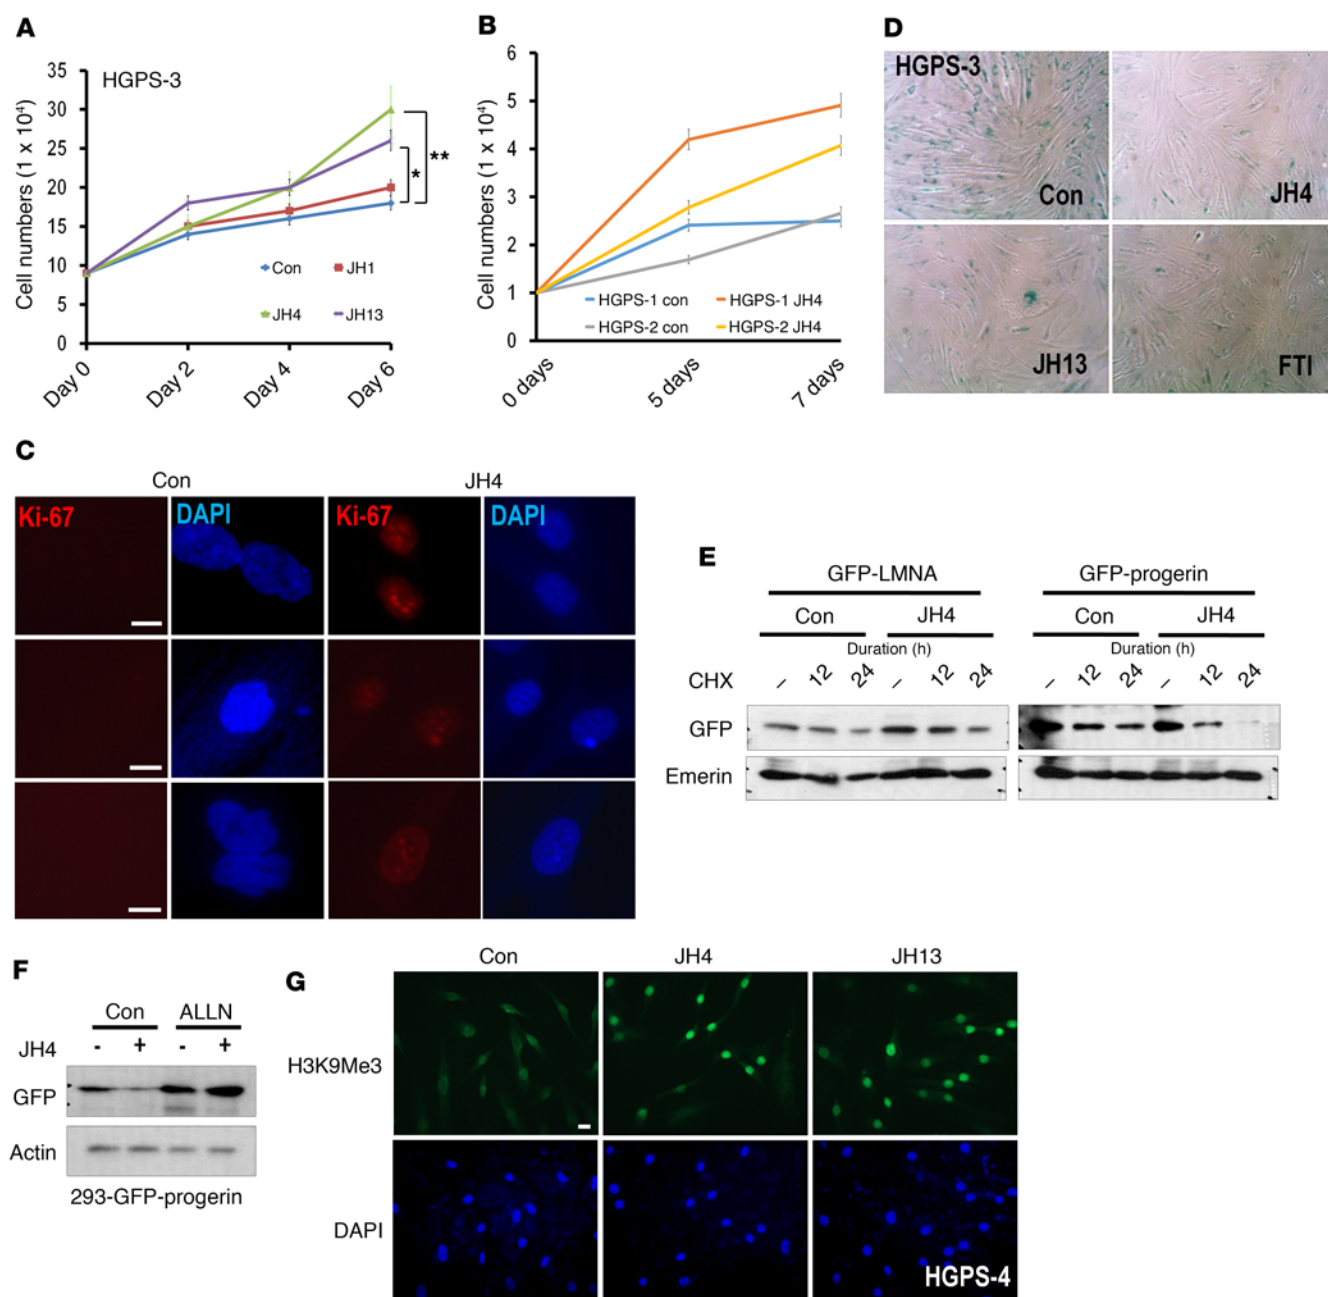 A
HGPS-3
Cell numbers (1 x 10⁴)
35
30
25
20
15
10
5
0
**
*
Con
JH1
JH4
JH13
Day 0
Day 2
Day 4
Day 6
B
Cell numbers (1 x 10⁴)
6
5
4
3
2
1
0
HGPS-1 con
HGPS-1 JH4
HGPS-2 con
HGPS-2 JH4
0 days
5 days
7 days
D
HGPS-3
Con
JH4
JH13
FTI
C
Con
JH4
Ki-67
DAPI
Ki-67
DAPI
E
GFP-LMNA
GFP-progerin
Con
JH4
Con
JH4
Duration (h)
Duration (h)
CHX
– 12 24 – 12 24
– 12 24 – 12 24
GFP
Emerin
F
Con
ALLN
JH4
- + - +
GFP
Actin
293-GFP-progerin
G
Con
JH4
JH13
H3K9Me3
DAPI
HGPS-4